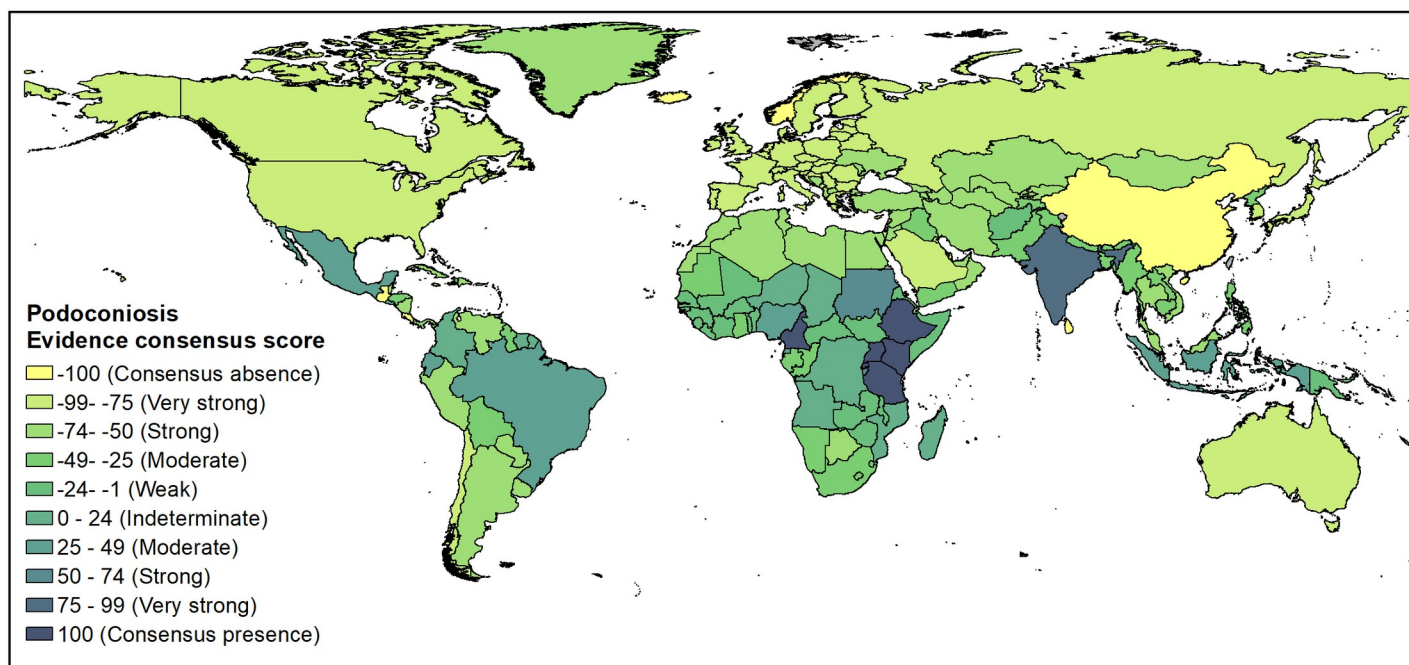 Podoconiosis
Evidence consensus score
-100 (Consensus absence)
-99- -75 (Very strong)
-74- -50 (Strong)
-49- -25 (Moderate)
-24- -1 (Weak)
0 - 24 (Indeterminate)
25 - 49 (Moderate)
50 - 74 (Strong)
75 - 99 (Very strong)
100 (Consensus presence)